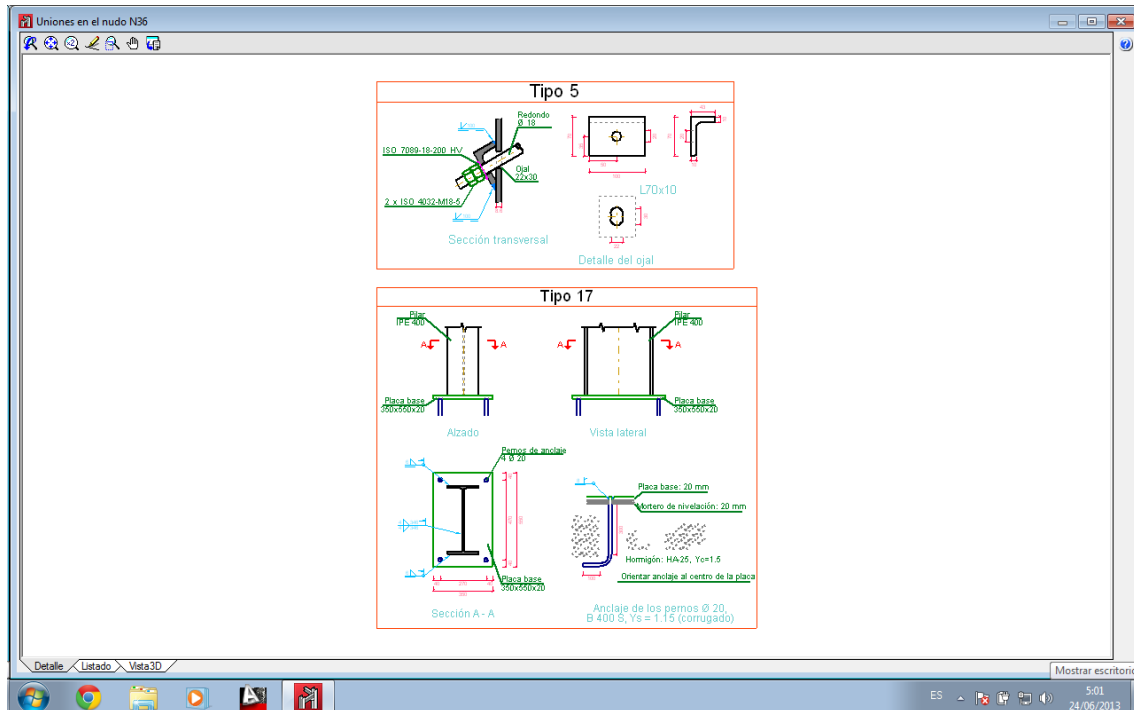 Uniones en el nudo N36
Tipo 5
Redondo
Ø 18
ISO 7089-18-200 HV
Ojal
22x30
2 x ISO 4032-M18-5
Sección transversal
L70x10
Detalle del ojal
Tipo 17
Pilar
IPE 400
A
A
Placa base
350x550x20
Alzado
Pilar
IPE 400
A
A
Placa base
350x550x20
Vista lateral
Pernos de anclaje
4 Ø 20
Placa base
350x550x20
Sección A - A
Placa base: 20 mm
Mortero de nivelación: 20 mm
Hormigón: HA-25, Yc=1.5
Orientar anclaje al centro de la placa
Anclaje de los pernos Ø 20,
B 400 S, Ys = 1.15 (corrugado)
Detalle
Listado
Vista3D
Mostrar escritorio
ES
5:01
24/06/2013